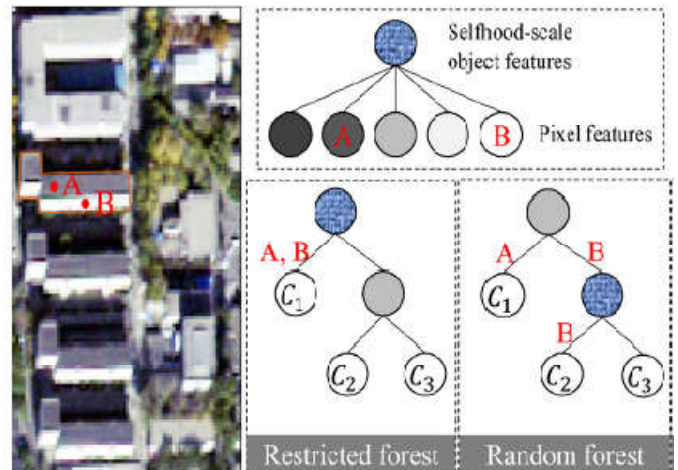 Selfhood-scale
object features
A
B
Pixel features
A
B
A, B
C₁
C₂
C₃
Restricted forest
A
B
C₁
B
C₂
C₃
Random forest